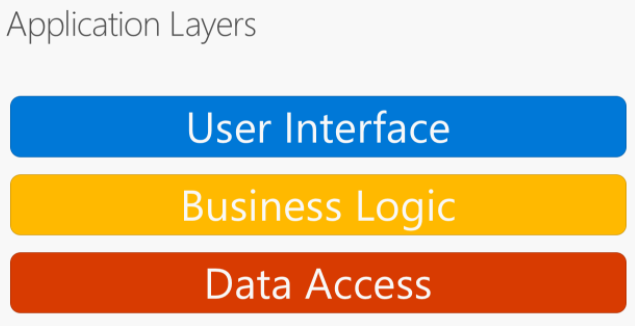 Application Layers
User Interface
Business Logic
Data Access